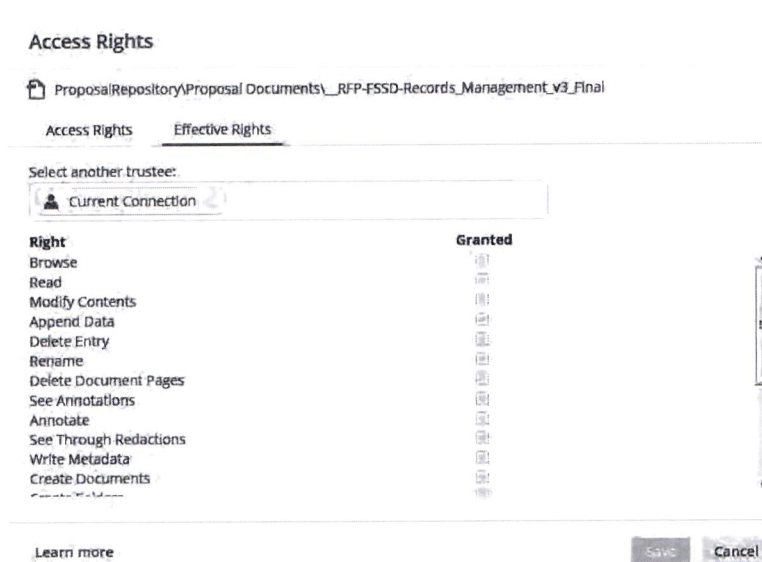 Access Rights
ProposalRepository\Proposal Documents\_RFP-FSSD-Records_Management_v3_Final
Access Rights Effective Rights
Select another trustee:
Current Connection
Right Granted
Browse
Read
Modify Contents
Append Data
Delete Entry
Rename
Delete Document Pages
See Annotations
Annotate
See Through Redactions
Write Metadata
Create Documents
Learn more Save Cancel